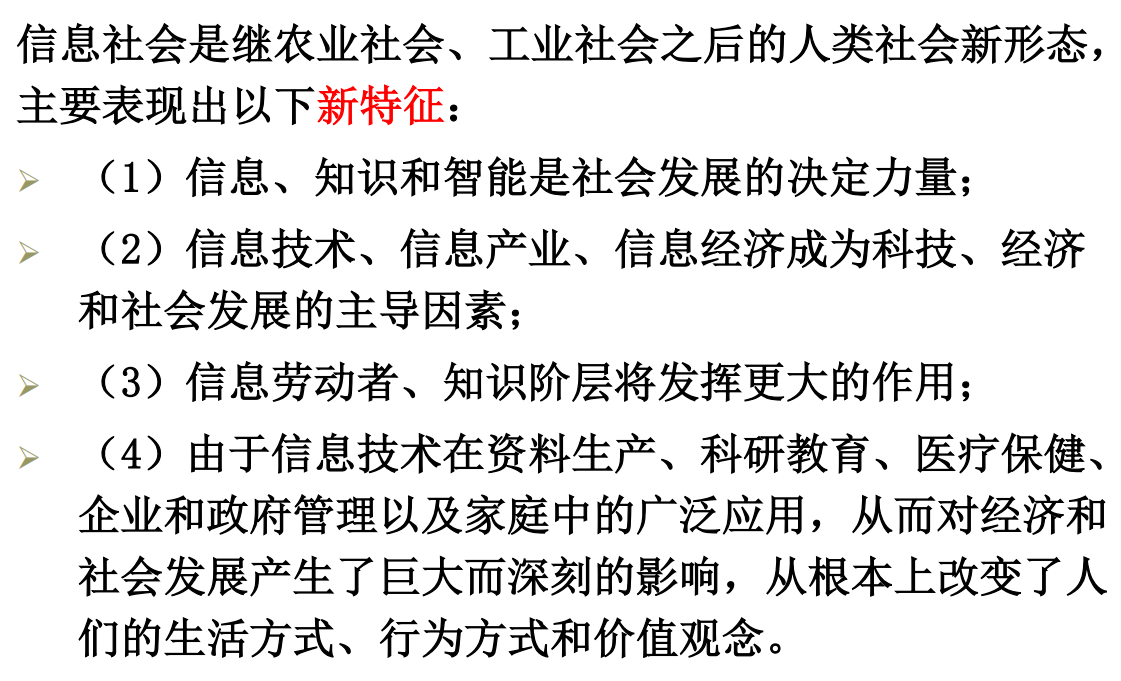 信息社会是继农业社会、工业社会之后的人类社会新形态，
主要表现出以下新特征：
（1）信息、知识和智能是社会发展的决定力量；
（2）信息技术、信息产业、信息经济成为科技、经济
和社会发展的主导因素；
（3）信息劳动者、知识阶层将发挥更大的作用；
（4）由于信息技术在资料生产、科研教育、医疗保健、
企业和政府管理以及家庭中的广泛应用，从而对经济和
社会发展产生了巨大而深刻的影响，从根本上改变了人
们的生活方式、行为方式和价值观念。